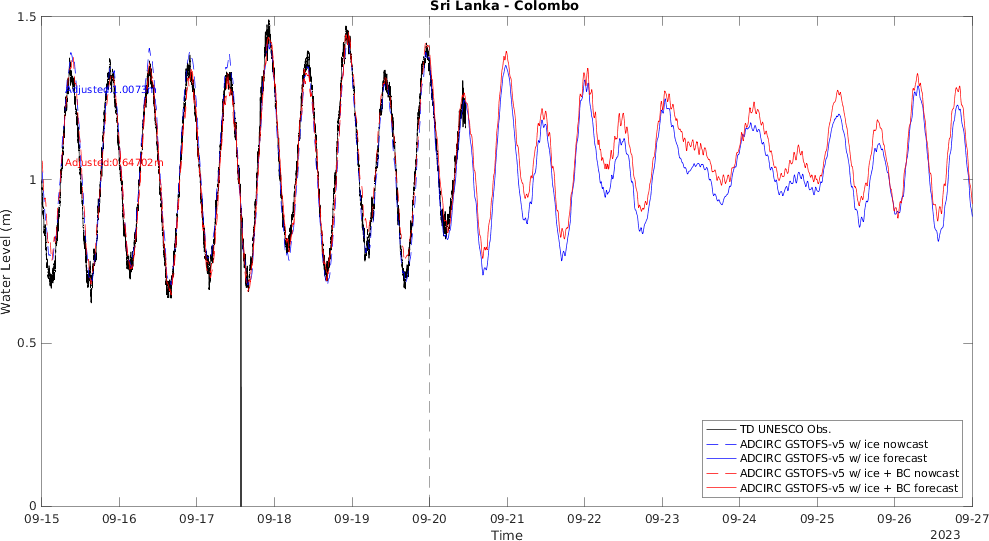 Sri Lanka - Colombo
1.5
1
0.5
0
Water Level (m)
Adjusted:1.0073m
Adjusted:0.64702m
TD UNESCO Obs.
ADCIRC GSTOFS-v5 w/ ice nowcast
ADCIRC GSTOFS-v5 w/ ice forecast
ADCIRC GSTOFS-v5 w/ ice + BC nowcast
ADCIRC GSTOFS-v5 w/ ice + BC forecast
09-15 09-16 09-17 09-18 09-19 09-20 09-21 09-22 09-23 09-24 09-25 09-26 09-27
Time
2023